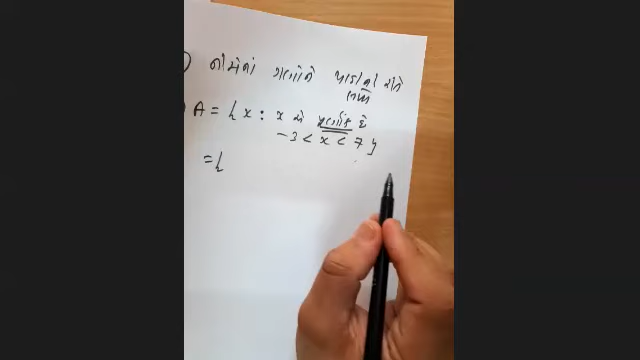 નીચેનાં ગણોને યાદીની રીતે
લખો
A = { x : x એ પૂર્ણાંક છે
-3 < x < 7 }
= {